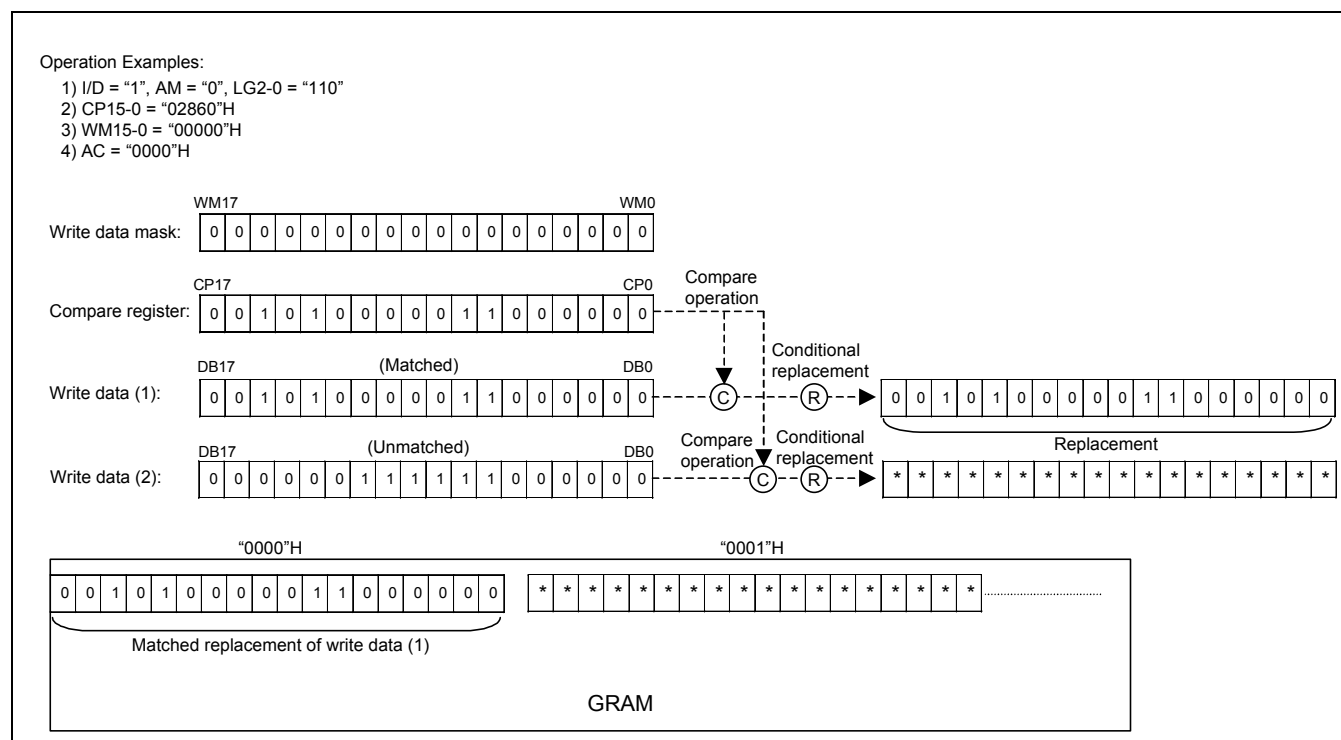 Operation Examples:
1) I/D = “1”, AM = “0”, LG2-0 = “110”
2) CP15-0 = “02860”H
3) WM15-0 = “00000”H
4) AC = “0000”H
WM17 WM0
Write data mask: 0 0 0 0 0 0 0 0 0 0 0 0 0 0 0 0 0 0
CP17 CP0
Compare operation
Compare register: 0 0 1 0 1 0 0 0 0 0 1 1 0 0 0 0 0 0
DB17 (Matched) DB0
Conditional replacement
Write data (1): 0 0 1 0 1 0 0 0 0 0 1 1 0 0 0 0 0 0 C R 0 0 1 0 1 0 0 0 0 0 1 1 0 0 0 0 0 0
Replacement
DB17 (Unmatched) DB0
Compare operation
Conditional replacement
Write data (2): 0 0 0 0 0 0 1 1 1 1 1 1 0 0 0 0 0 0 C R * * * * * * * * * * * * * * * * * *
“0000”H “0001”H
0 0 1 0 1 0 0 0 0 0 1 1 0 0 0 0 0 0 * * * * * * * * * * * * * * * * * *
Matched replacement of write data (1)
GRAM